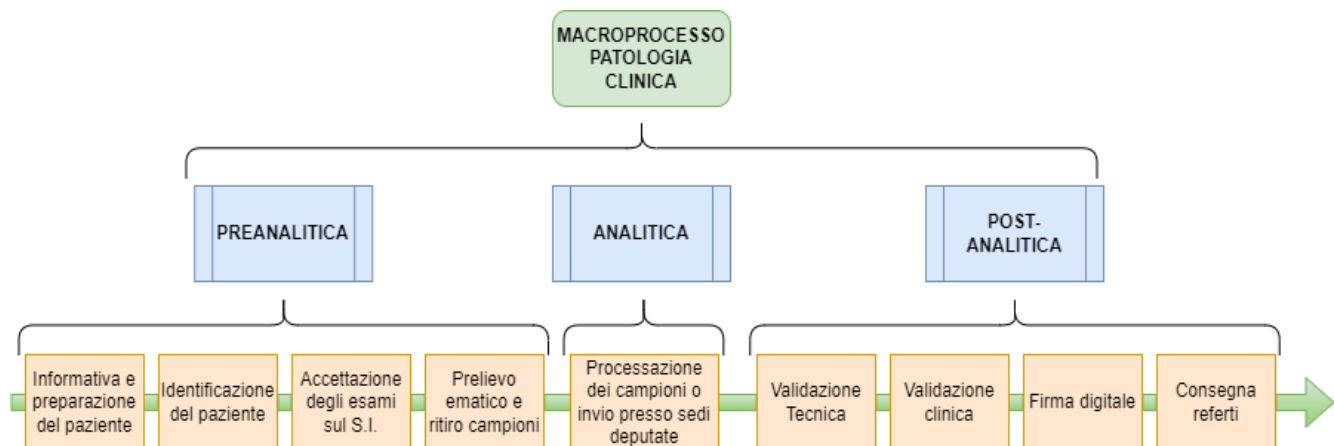 MACROPROCESSO
PATOLOGIA
CLINICA
PREANALITICA
ANALITICA
POST-
ANALITICA
Informativa e
preparazione
del paziente
Identificazione
del paziente
Accettazione
degli esami
sul S.I.
Prelievo
ematico e
ritiro campioni
Processazione
dei campioni o
invio presso sedi
deputate
Validazione
Tecnica
Validazione
clinica
Firma digitale
Consegna
referti